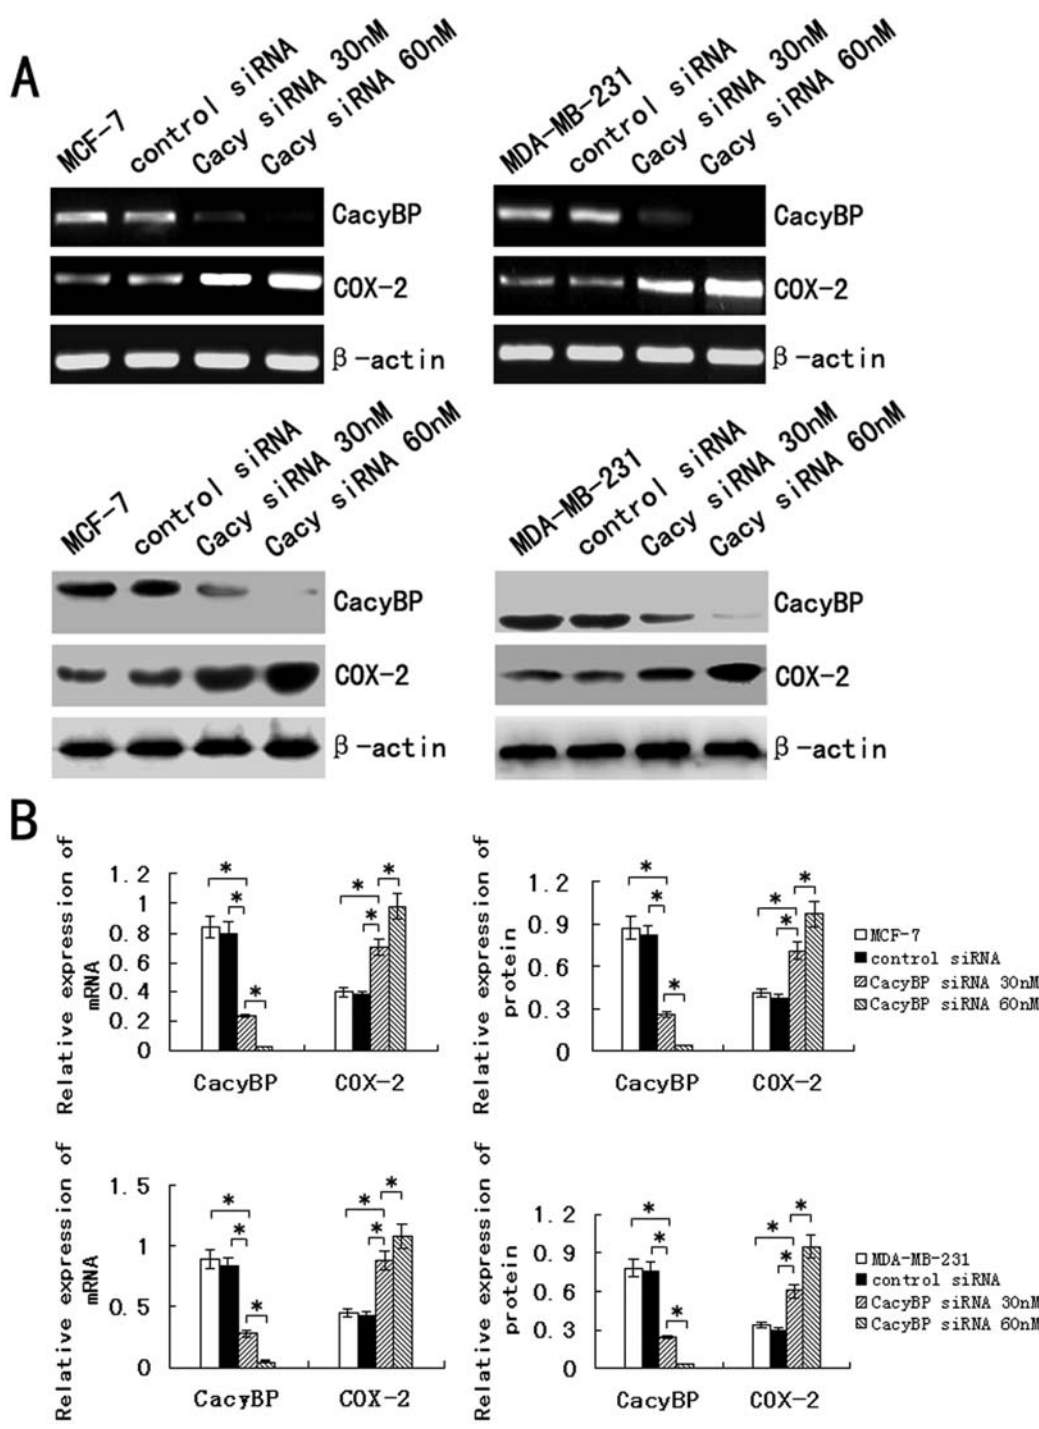 A
MCF-7
control siRNA
Cacy siRNA 30nM
Cacy siRNA 60nM
CacyBP
COX-2
β-actin
MDA-MB-231
control siRNA
Cacy siRNA 30nM
Cacy siRNA 60nM
CacyBP
COX-2
β-actin
MCF-7
control siRNA
Cacy siRNA 30nM
Cacy siRNA 60nM
CacyBP
COX-2
β-actin
MDA-MB-231
control siRNA
Cacy siRNA 30nM
Cacy siRNA 60nM
CacyBP
COX-2
β-actin
B
Relative expression of
mRNA
1.2
1
0.8
0.6
0.4
0.2
0
* * * * * *
CacyBP COX-2
Relative expression of
protein
1.2
0.9
0.6
0.3
0
* * * * * *
CacyBP COX-2
MCF-7
control siRNA
CacyBP siRNA 30nM
CacyBP siRNA 60nM
Relative expression of
mRNA
1.5
1
0.5
0
* * * * * *
CacyBP COX-2
Relative expression of
protein
1.2
0.9
0.6
0.3
0
* * * * * *
CacyBP COX-2
MDA-MB-231
control siRNA
CacyBP siRNA 30nM
CacyBP siRNA 60nM